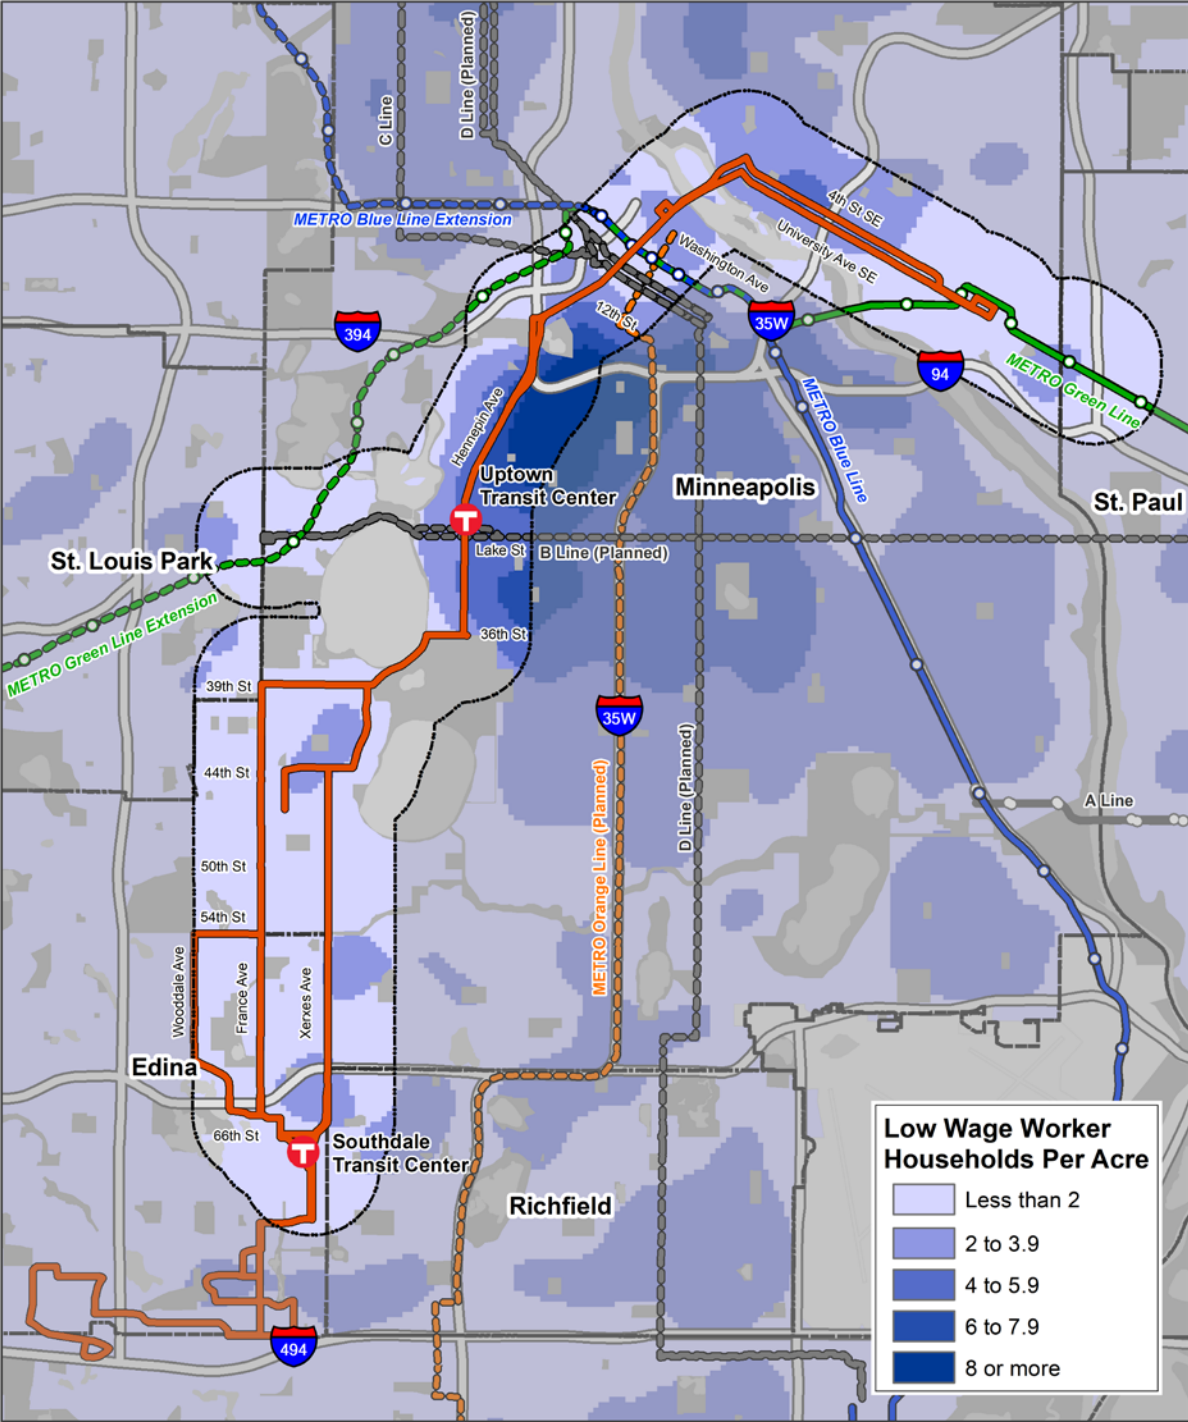 D Line (Planned)
C Line
METRO Blue Line Extension
4th St SE
University Ave SE
Washington Ave
12th St
394
35W
94
METRO Green Line
METRO Blue Line
Hennepin Ave
Uptown
Transit Center
Minneapolis
St. Paul
T
Lake St
B Line (Planned)
St. Louis Park
METRO Green Line Extension
36th St
39th St
35W
44th St
D Line (Planned)
METRO Orange Line (Planned)
A Line
50th St
54th St
Wooddale Ave
France Ave
Xerxes Ave
Edina
66th St
T
Southdale
Transit Center
Richfield
494
Low Wage Worker
Households Per Acre
Less than 2
2 to 3.9
4 to 5.9
6 to 7.9
8 or more